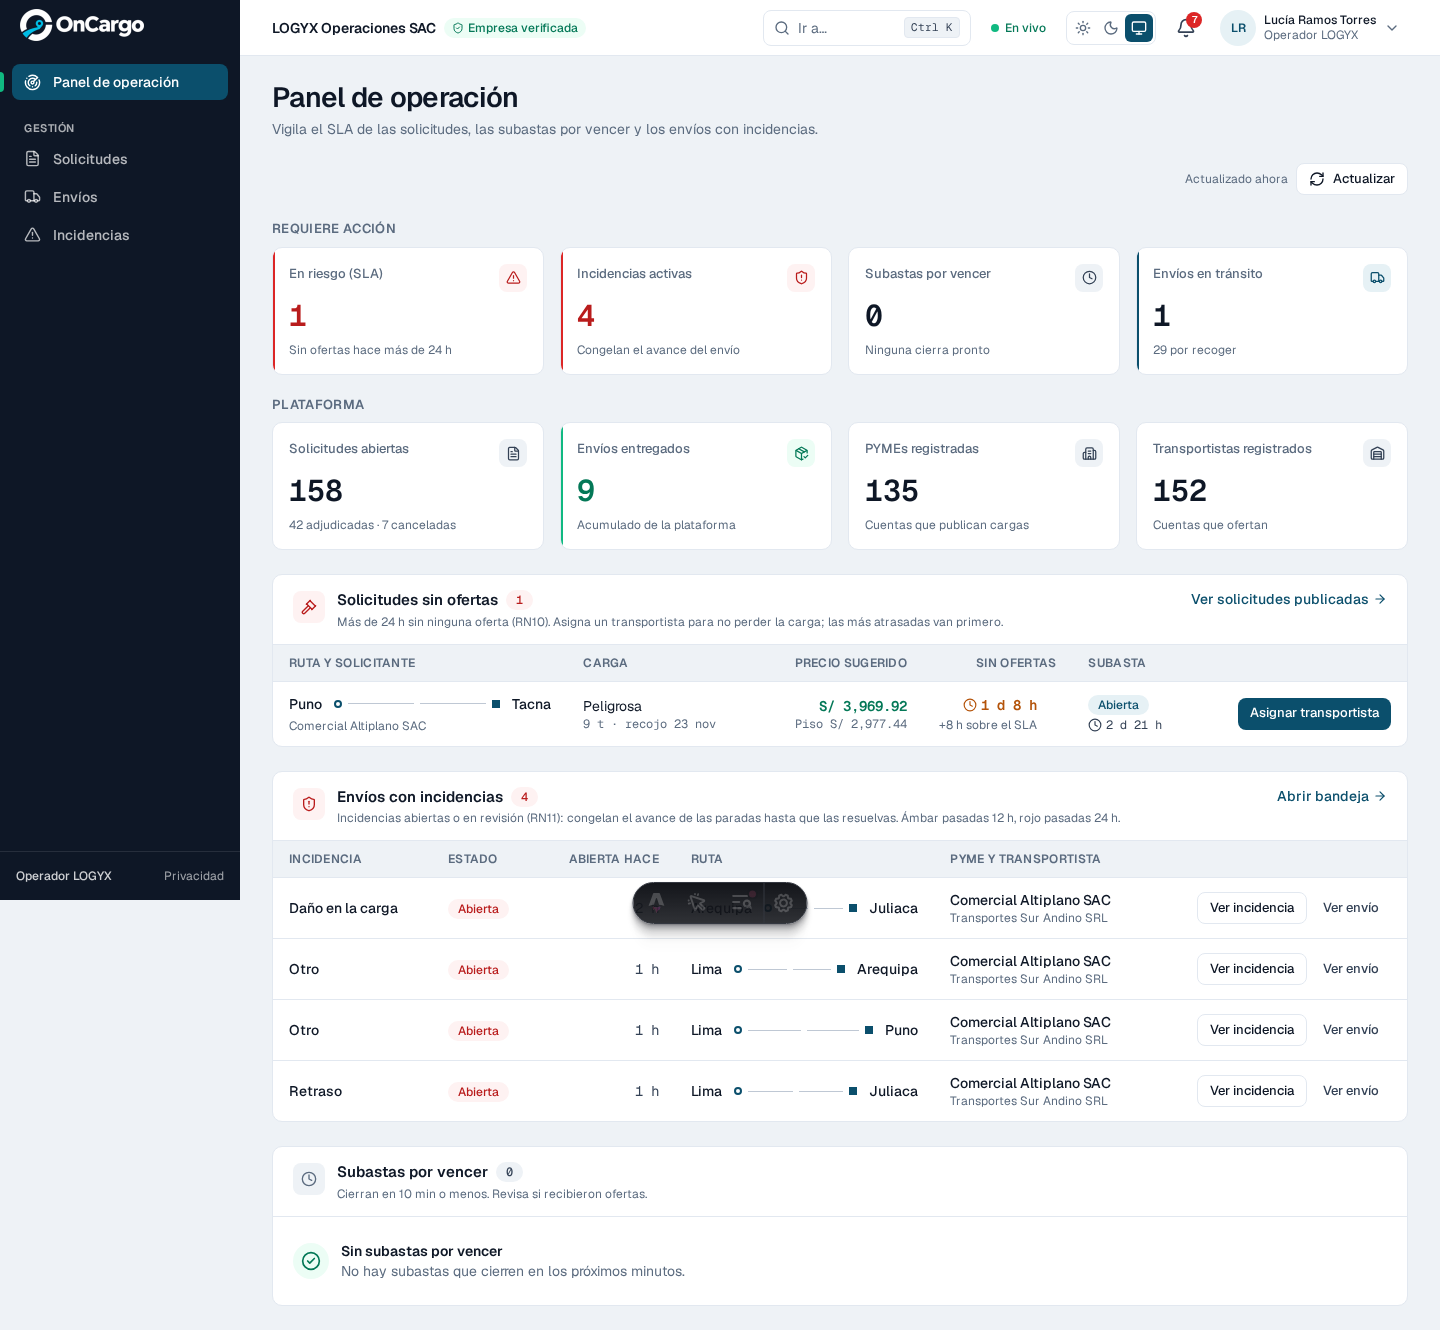 OnCargo
Panel de operación
GESTIÓN
Solicitudes
Envíos
Incidencias
Operador LOGYX
Privacidad
LOGYX Operaciones SAC
Empresa verificada
Ir a...
Ctrl K
En vivo
7
LR
Lucía Ramos Torres
Operador LOGYX
Panel de operación
Vigila el SLA de las solicitudes, las subastas por vencer y los envíos con incidencias.
Actualizado ahora
Actualizar
REQUIERE ACCIÓN
En riesgo (SLA)
1
Sin ofertas hace más de 24 h
Incidencias activas
4
Congelan el avance del envío
Subastas por vencer
0
Ninguna cierra pronto
Envíos en tránsito
1
29 por recoger
PLATAFORMA
Solicitudes abiertas
158
42 adjudicadas · 7 canceladas
Envíos entregados
9
Acumulado de la plataforma
PYMEs registradas
135
Cuentas que publican cargas
Transportistas registrados
152
Cuentas que ofertan
Solicitudes sin ofertas 1
Ver solicitudes publicadas →
Más de 24 h sin ninguna oferta (RN10). Asigna un transportista para no perder la carga; las más atrasadas van primero.
RUTA Y SOLICITANTE CARGA PRECIO SUGERIDO SIN OFERTAS SUBASTA
Puno Tacna
Comercial Altiplano SAC
Peligrosa
9 t · recojo 23 nov
S/ 3,969.92
Piso S/ 2,977.44
1 d 8 h
+8 h sobre el SLA
Abierta
2 d 21 h
Asignar transportista
Envíos con incidencias 4
Abrir bandeja →
Incidencias abiertas o en revisión (RN11): congelan el avance de las paradas hasta que las resuelvas. Ámbar pasadas 12 h, rojo pasadas 24 h.
INCIDENCIA ESTADO ABIERTA HACE RUTA PYME Y TRANSPORTISTA
Daño en la carga Abierta Arequipa Juliaca
Comercial Altiplano SAC
Transportes Sur Andino SRL
Ver incidencia Ver envío
Otro Abierta 1 h Lima Arequipa
Comercial Altiplano SAC
Transportes Sur Andino SRL
Ver incidencia Ver envío
Otro Abierta 1 h Lima Puno
Comercial Altiplano SAC
Transportes Sur Andino SRL
Ver incidencia Ver envío
Retraso Abierta 1 h Lima Juliaca
Comercial Altiplano SAC
Transportes Sur Andino SRL
Ver incidencia Ver envío
Subastas por vencer 0
Cierran en 10 min o menos. Revisa si recibieron ofertas.
Sin subastas por vencer
No hay subastas que cierren en los próximos minutos.